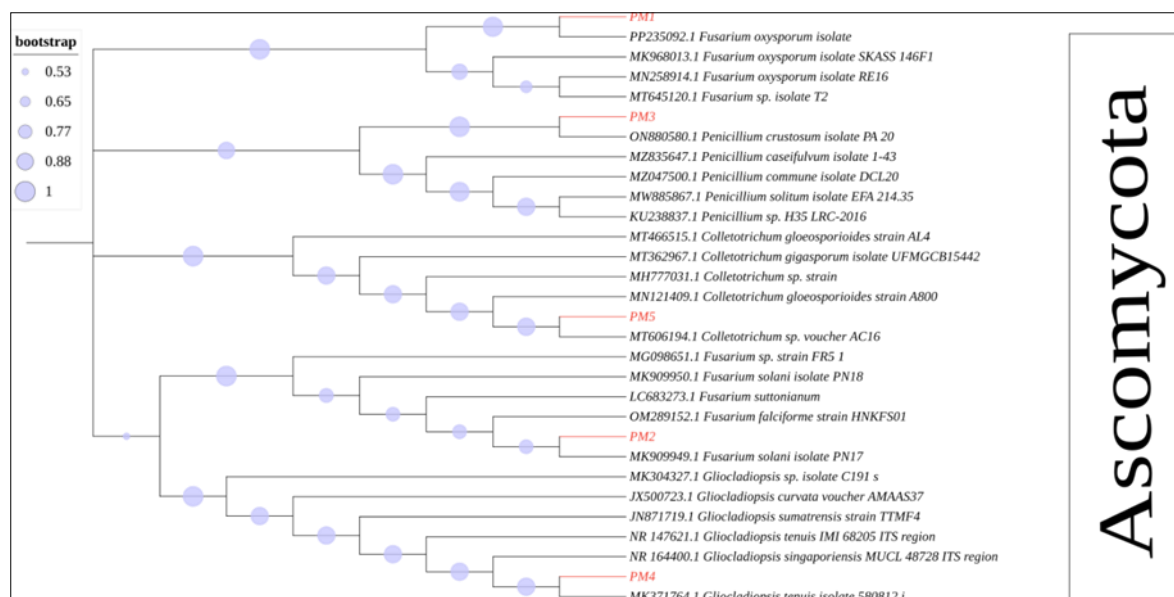 bootstrap
0.53
0.65
0.77
0.88
1
PM1
PP235092.1 Fusarium oxysporum isolate
MK968013.1 Fusarium oxysporum isolate SKASS 146F1
MN258914.1 Fusarium oxysporum isolate RE16
MT645120.1 Fusarium sp. isolate T2
PM3
ON880580.1 Penicillium crustosum isolate PA 20
MZ835647.1 Penicillium caseifulvum isolate 1-43
MZ047500.1 Penicillium commune isolate DCL20
MW885867.1 Penicillium solitum isolate EFA 214.35
KU238837.1 Penicillium sp. H35 LRC-2016
MT466515.1 Colletotrichum gloeosporioides strain AL4
MT362967.1 Colletotrichum gigasporum isolate UFMGCB15442
MH777031.1 Colletotrichum sp. strain
MN121409.1 Colletotrichum gloeosporioides strain A800
PM5
MT606194.1 Colletotrichum sp. voucher AC16
MG098651.1 Fusarium sp. strain FR5 1
MK909950.1 Fusarium solani isolate PN18
LC683273.1 Fusarium suttonianum
OM289152.1 Fusarium falciforme strain HNKFS01
PM2
MK909949.1 Fusarium solani isolate PN17
MK304327.1 Gliocladiopsis sp. isolate C191 s
JX500723.1 Gliocladiopsis curvata voucher AMAAS37
JN871719.1 Gliocladiopsis sumatrensis strain TTMF4
NR 147621.1 Gliocladiopsis tenuis IMI 68205 ITS region
NR 164400.1 Gliocladiopsis singaporiensis MUCL 48728 ITS region
PM4
MK371764.1 Gliocladiopsis tenuis isolate 580812 i
Ascomycota